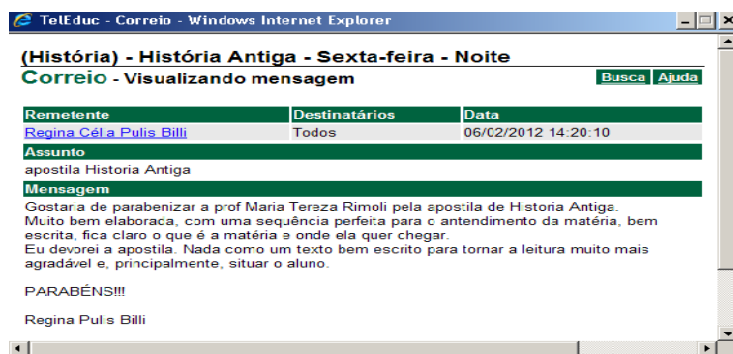 TelEduc - Correio - Windows Internet Explorer
(História) - História Antiga - Sexta-feira - Noite
Correio - Visualizando mensagem
Busca Ajuda
Remetente Destinatários Data
Regina Célia Pulis Billi Todos 06/02/2012 14:20:10
Assunto
apostila Historia Antiga
Mensagem
Gostaria de parabenizar a prof Maria Tereza Rimoli pela apostila de Historia Antiga.
Muito bem elaborada, com uma sequência perfeita para o antendimento da matéria, bem
escrita, fica claro o que é a matéria e onde ela quer chegar.
Eu devorei a apostila. Nada como um texto bem escrito para tornar a leitura muito mais
agradável e, principalmente, situar o aluno.
PARABÉNS!!!
Regina Pulis Billi